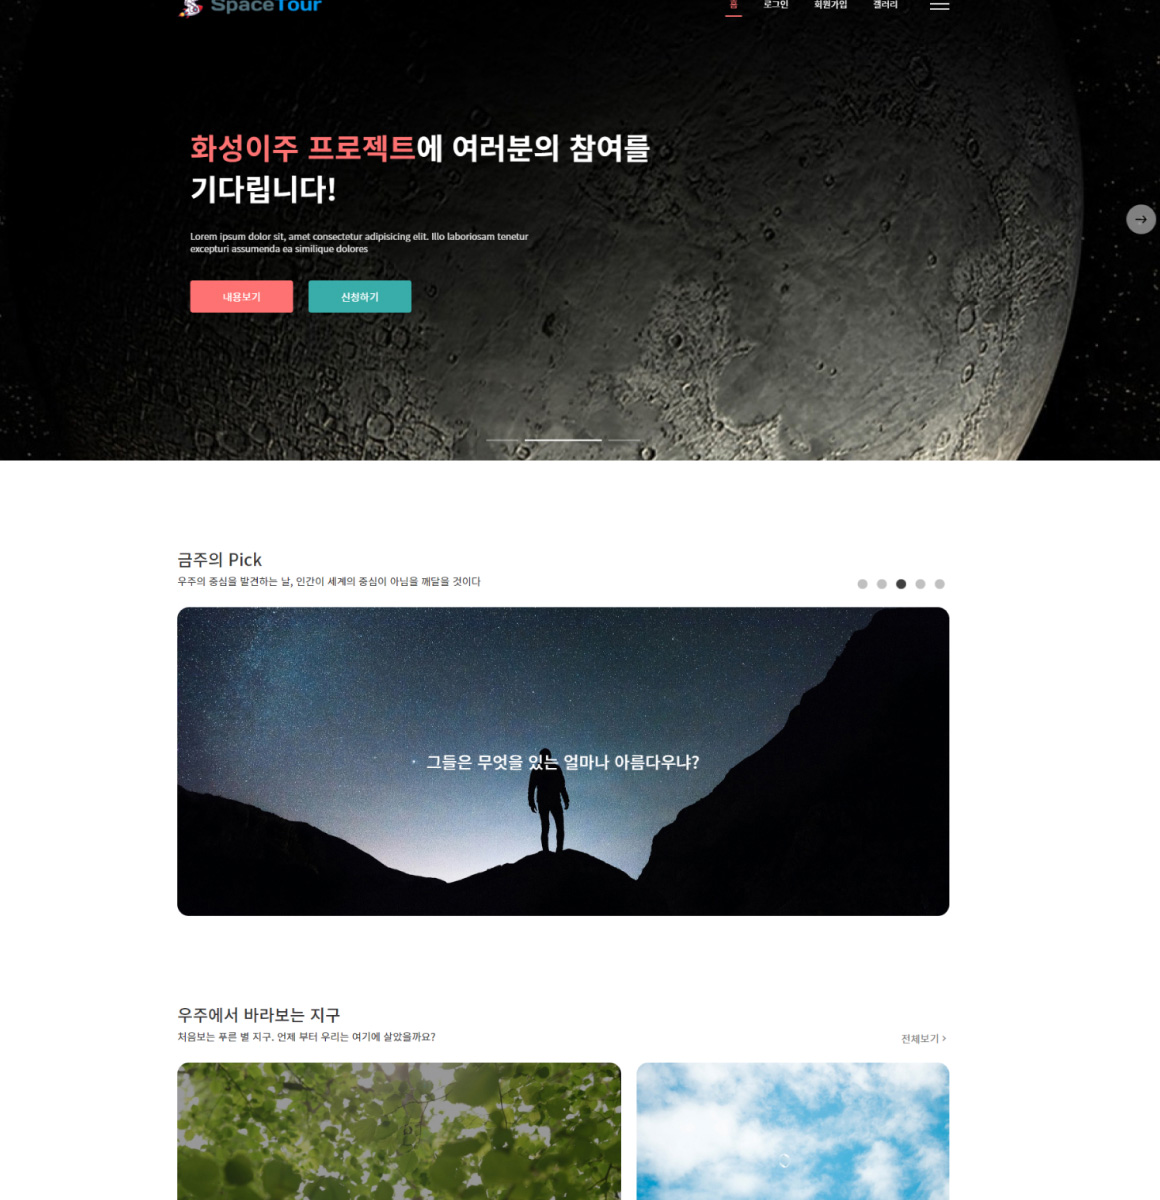 SpaceTour
홈 로그인 회원가입 갤러리
화성이주 프로젝트에 여러분의 참여를
기다립니다!
Lorem ipsum dolor sit, amet consectetur adipisicing elit. Illo laboriosam tenetur
excepturi assumenda ea similique dolores
내용보기 신청하기
금주의 Pick
우주의 중심을 발견하는 날, 인간이 세계의 중심이 아님을 깨달을 것이다
그들은 무엇을 있는 얼마나 아름다우냐?
우주에서 바라보는 지구
처음보는 푸른 별 지구. 언제 부터 우리는 여기에 살았을까요?
전체보기 >